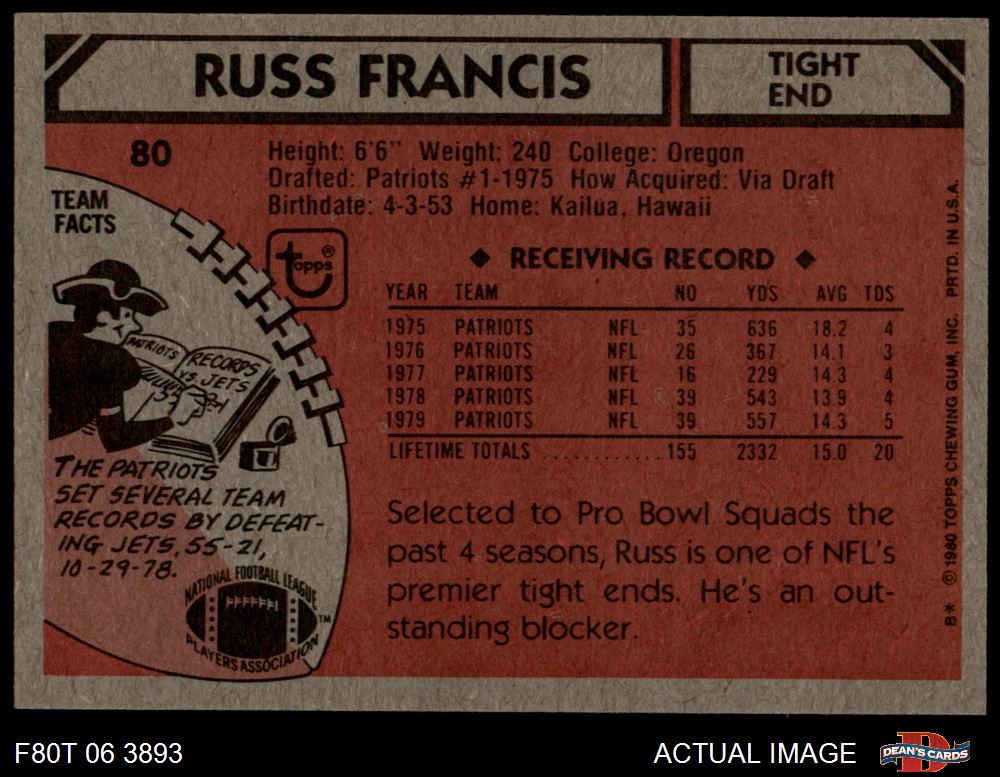 RUSS FRANCIS
TIGHT
END
80
Height: 6'6" Weight: 240 College: Oregon
Drafted: Patriots #1-1975 How Acquired: Via Draft
Birthdate: 4-3-53 Home: Kailua, Hawaii
TEAM
FACTS
topps®
PATRIOTS
RECORDS
VS. JETS
THE PATRIOTS
SET SEVERAL TEAM
RECORDS BY DEFEAT-
ING JETS, 55-21,
10-29-78.
NATIONAL FOOTBALL LEAGUE
PLAYERS ASSOCIATION
TM
◆ RECEIVING RECORD ◆
YEAR TEAM NO YDS AVG TDS
1975 PATRIOTS NFL 35 636 18.2 4
1976 PATRIOTS NFL 26 367 14.1 3
1977 PATRIOTS NFL 16 229 14.3 4
1978 PATRIOTS NFL 39 543 13.9 4
1979 PATRIOTS NFL 39 557 14.3 5
LIFETIME TOTALS ............ 155 2332 15.0 20
Selected to Pro Bowl Squads the
past 4 seasons, Russ is one of NFL's
premier tight ends. He's an out-
standing blocker.
B* © 1980 TOPPS CHEWING GUM, INC. PRTD. IN U.S.A.
F80T 06 3893
ACTUAL IMAGE
D
DEAN'S CARDS